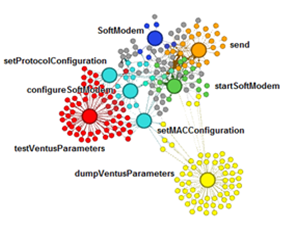 SoftModem
send
setProtocolConfiguration
configureSoftModem
startSoftModem
setMACConfiguration
testVentusParameters
dumpVentusParameters